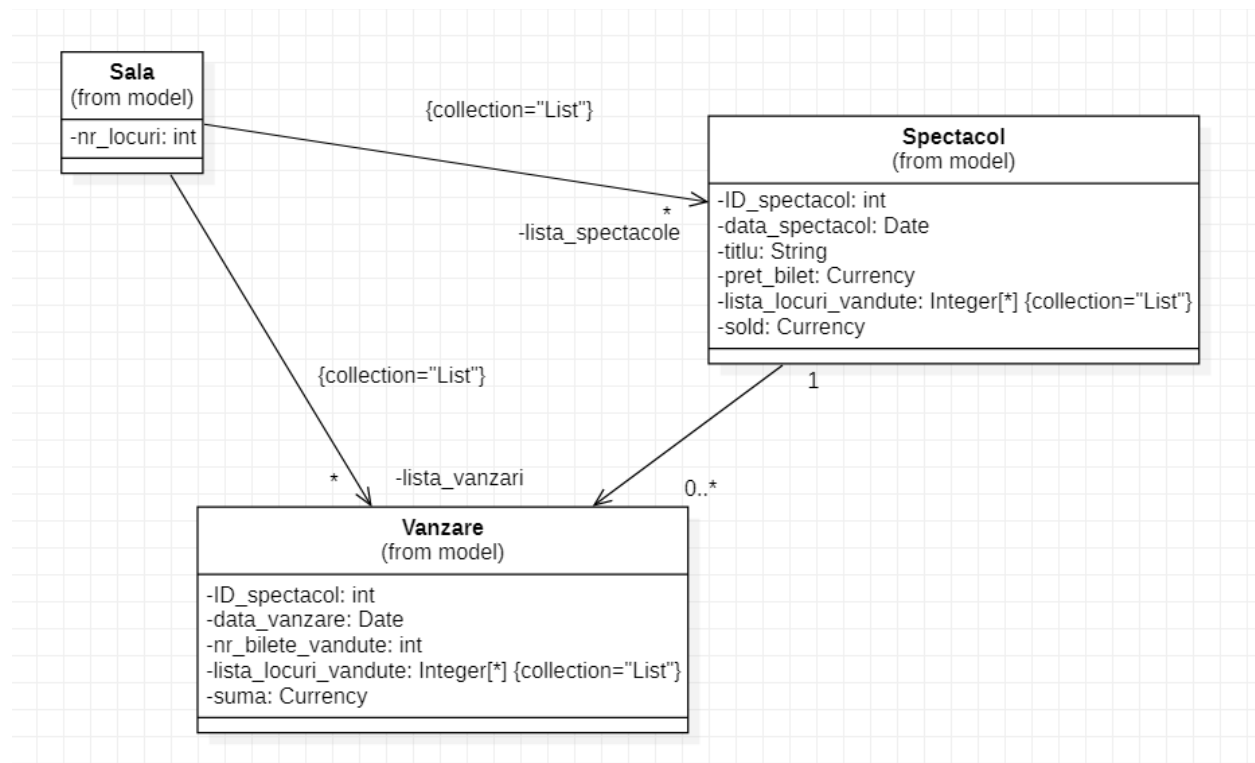 Sala
(from model)
-nr_locuri: int
{collection="List"}
*
-lista_spectacole
Spectacol
(from model)
-ID_spectacol: int
-data_spectacol: Date
-titlu: String
-pret_bilet: Currency
-lista_locuri_vandute: Integer[*] {collection="List"}
-sold: Currency
{collection="List"}
1
*
-lista_vanzari
0..*
Vanzare
(from model)
-ID_spectacol: int
-data_vanzare: Date
-nr_bilete_vandute: int
-lista_locuri_vandute: Integer[*] {collection="List"}
-suma: Currency